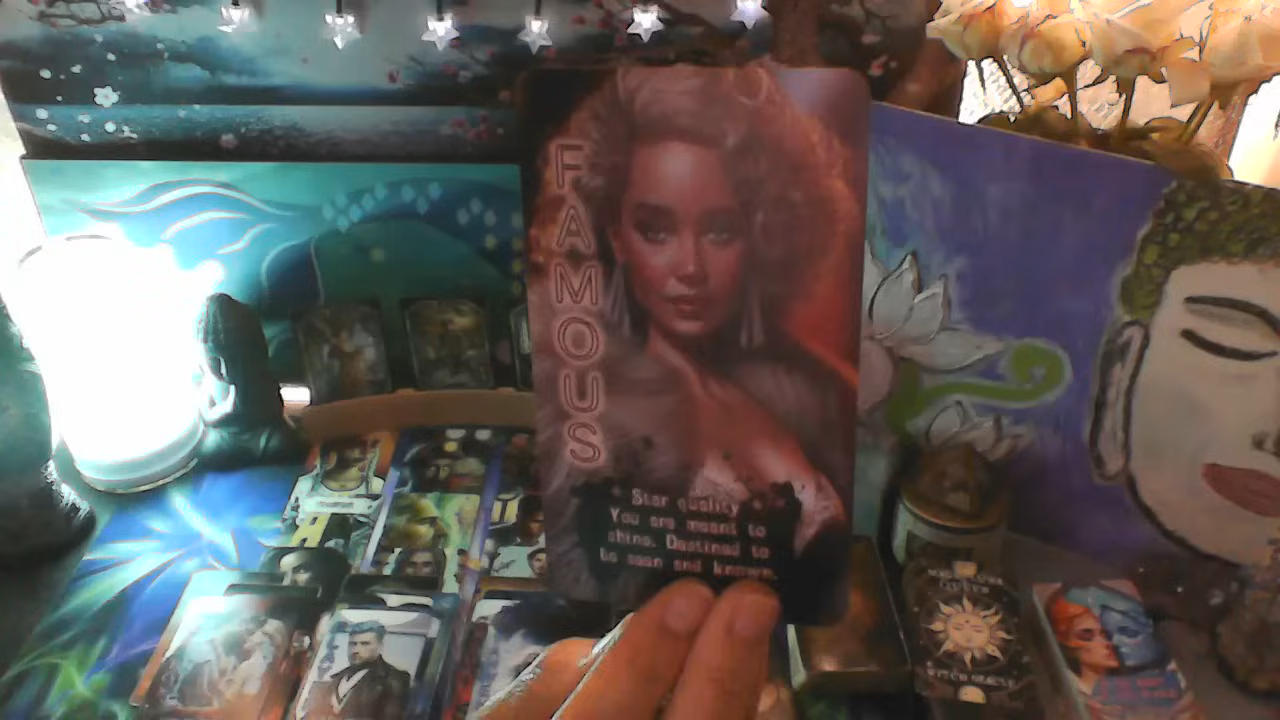 FAMOUS
Star quality
You are meant to
shine. Destined to
be seen and known.